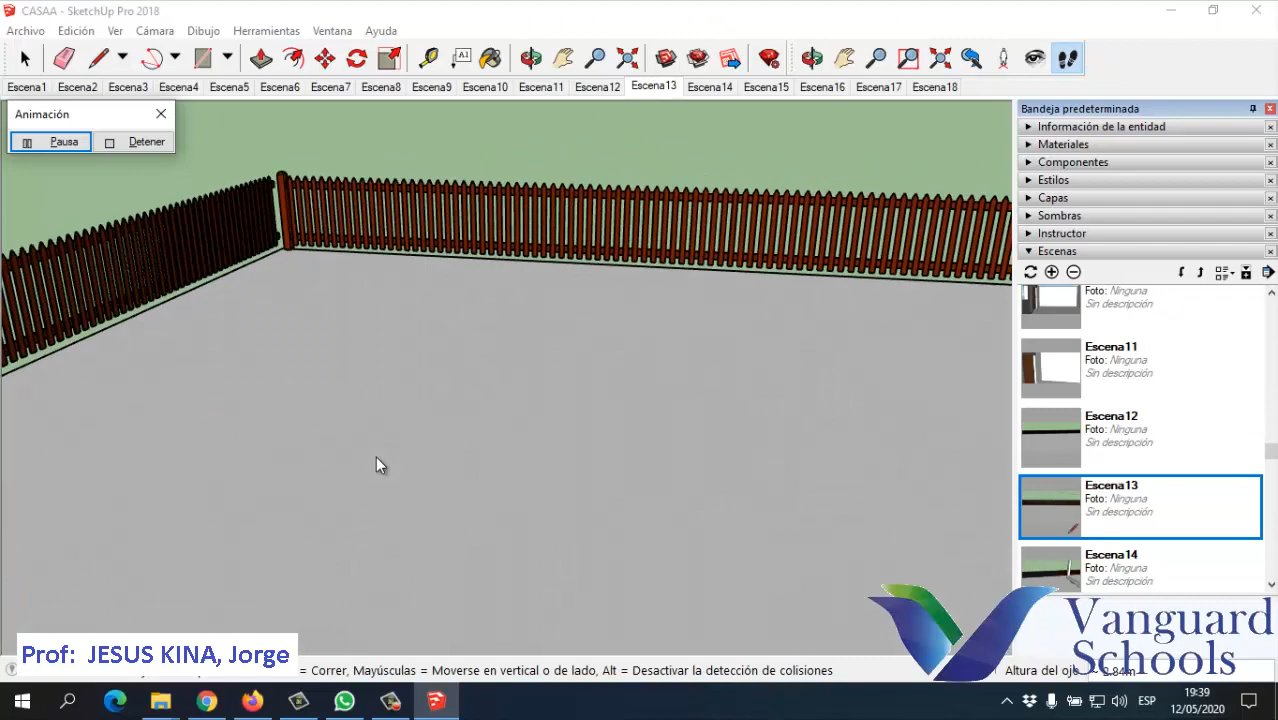 CASAA - SketchUp Pro 2018
Archivo Edición Ver Cámara Dibujo Herramientas Ventana Ayuda
Escena1 Escena2 Escena3 Escena4 Escena5 Escena6 Escena7 Escena8 Escena9 Escena10 Escena11 Escena12 Escena13 Escena14 Escena15 Escena16 Escena17 Escena18
Animación
Pausa Detener
Bandeja predeterminada
Información de la entidad
Materiales
Componentes
Estilos
Capas
Sombras
Instructor
Escenas
Foto: Ninguna
Sin descripción
Escena11
Foto: Ninguna
Sin descripción
Escena12
Foto: Ninguna
Sin descripción
Escena13
Foto: Ninguna
Sin descripción
Escena14
Foto: Ninguna
Sin descripción
Vanguard
Schools
Prof: JESUS KINA, Jorge
= Correr, Mayúsculas = Moverse en vertical o de lado, Alt = Desactivar la detección de colisiones
Altura del ojo
ESP
19:39
12/05/2020